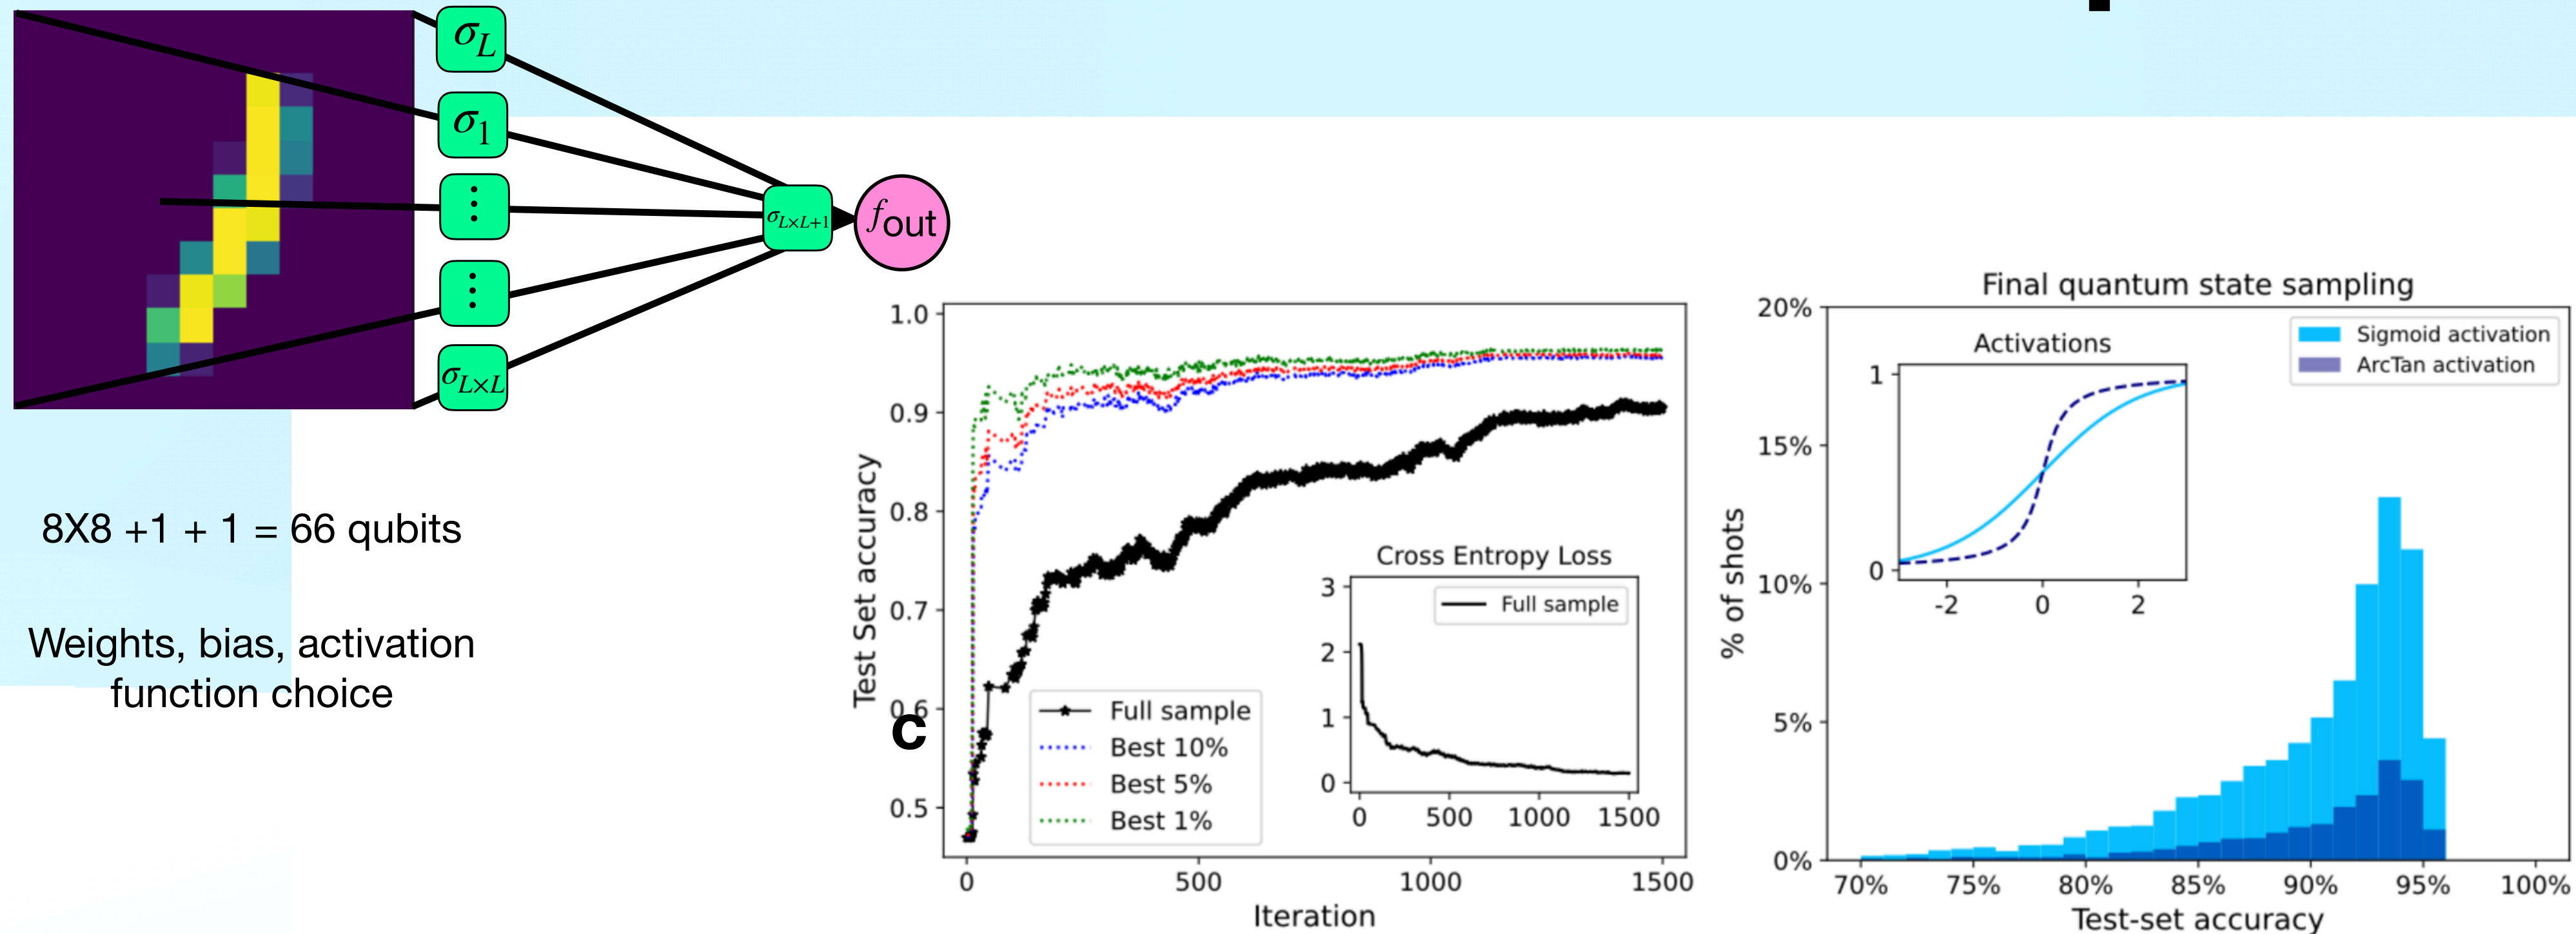 σL
σ1
⋮
⋮
σL×L
σL×L+1
fout
8X8 +1 + 1 = 66 qubits
Weights, bias, activation
function choice
c
Test Set accuracy
1.0
0.9
0.8
0.7
0.6
0.5
0
500
1000
1500
Iteration
Full sample
Best 10%
Best 5%
Best 1%
Cross Entropy Loss
Full sample
3
2
1
0
0
500
1000
1500
Final quantum state sampling
% of shots
20%
15%
10%
5%
0%
Sigmoid activation
ArcTan activation
Activations
1
0
-2
0
2
70%
75%
80%
85%
90%
95%
100%
Test-set accuracy